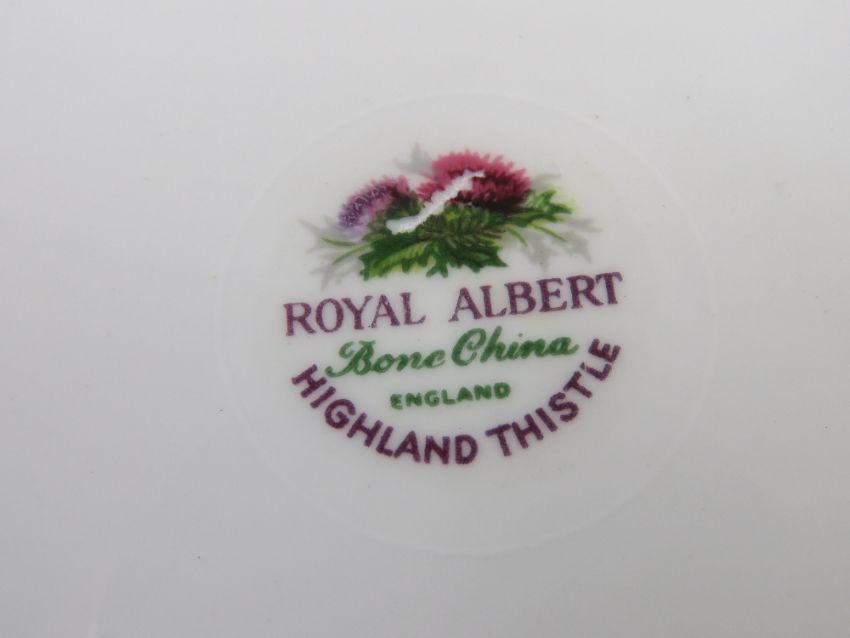 ROYAL ALBERT
Bone China
ENGLAND
HIGHLAND THISTLE